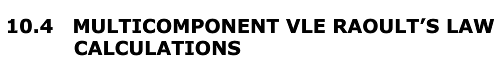 10.4 MULTICOMPONENT VLE RAOULT’S LAW
CALCULATIONS